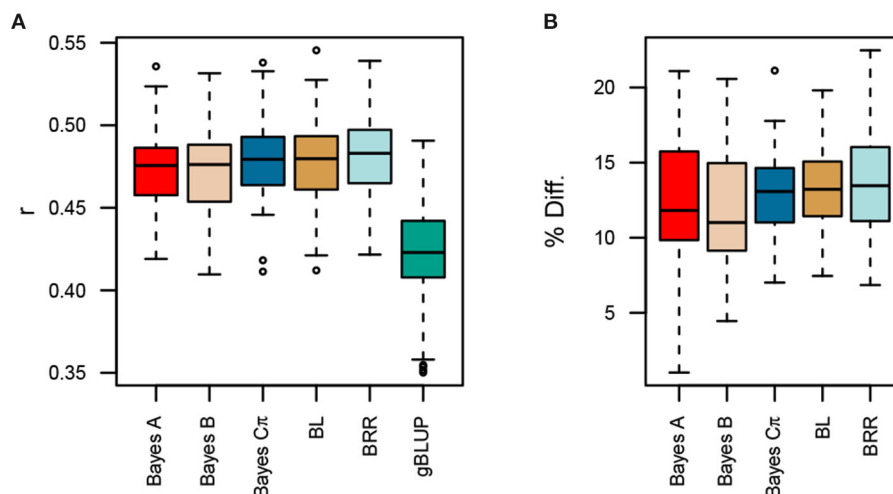 A
r
0.55
0.50
0.45
0.40
0.35
Bayes A
Bayes B
Bayes Cπ
BL
BRR
gBLUP
B
% Diff.
20
15
10
5
Bayes A
Bayes B
Bayes Cπ
BL
BRR